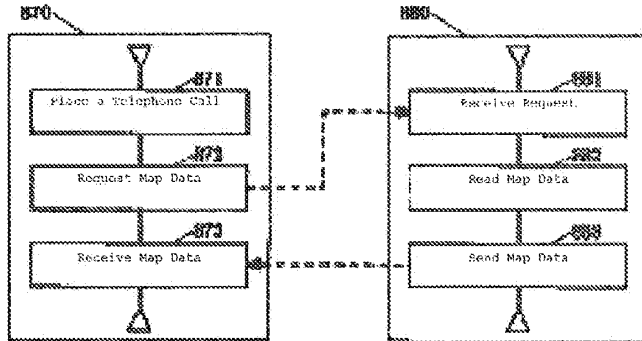 870
880
871
Place a Telephone Call
881
Receive Request
872
Request Map Data
882
Read Map Data
873
Receive Map Data
883
Send Map Data